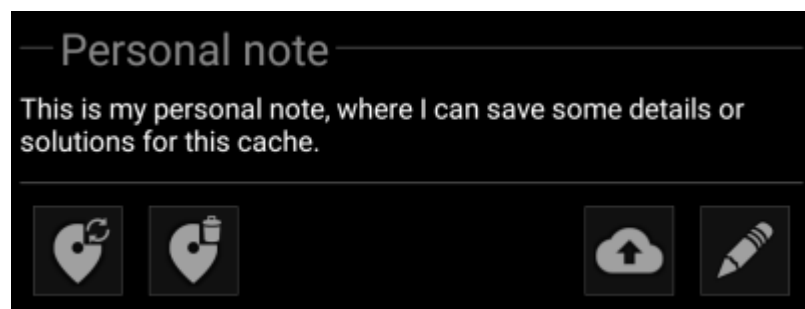 Personal note
This is my personal note, where I can save some details or
solutions for this cache.